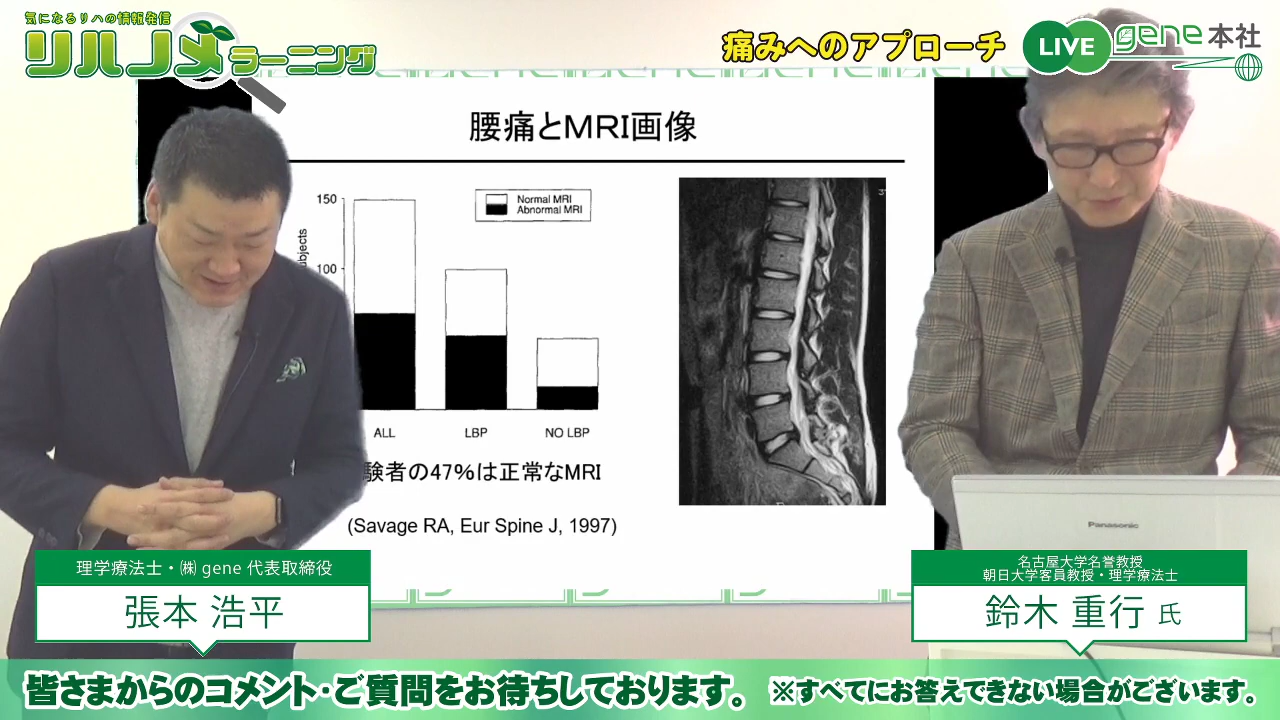 気になるリハの情報発信
リハノメラーニング
痛みへのアプローチ
LIVE
gene本社
腰痛とMRI画像
Normal MRI
Abnormal MRI
150
100
bjects
ALL
LBP
NO LBP
験者の47%は正常なMRI
(Savage RA, Eur Spine J, 1997)
Panasonic
理学療法士・㈱ gene 代表取締役
張本 浩平
名古屋大学名誉教授
朝日大学客員教授・理学療法士
鈴木 重行 氏
皆さまからのコメント・ご質問をお待ちしております。 ※すべてにお答えできない場合がございます。